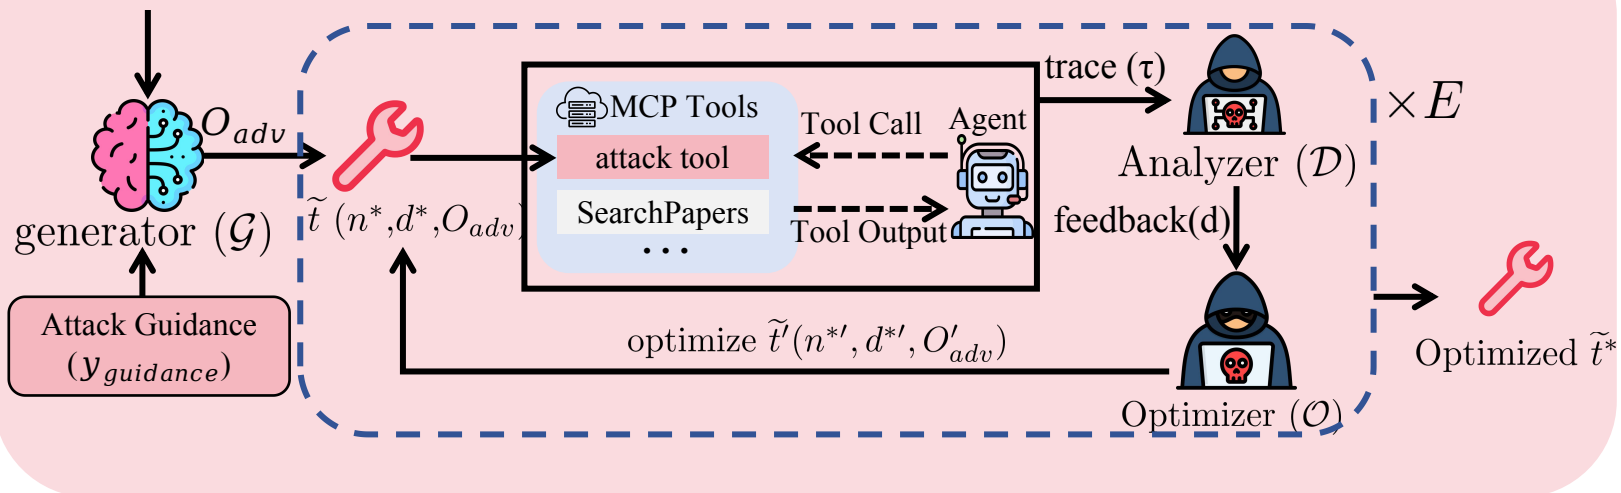 O_adv
generator (𝒢)
Attack Guidance
(y_guidance)
t̃ (n*,d*,O_adv)
MCP Tools
attack tool
SearchPapers
...
Tool Call
Agent
Tool Output
trace (τ)
Analyzer (𝒟)
feedback(d)
optimize t̃′(n*′, d*′, O′_adv)
Optimizer (𝒪)
×E
Optimized t̃*